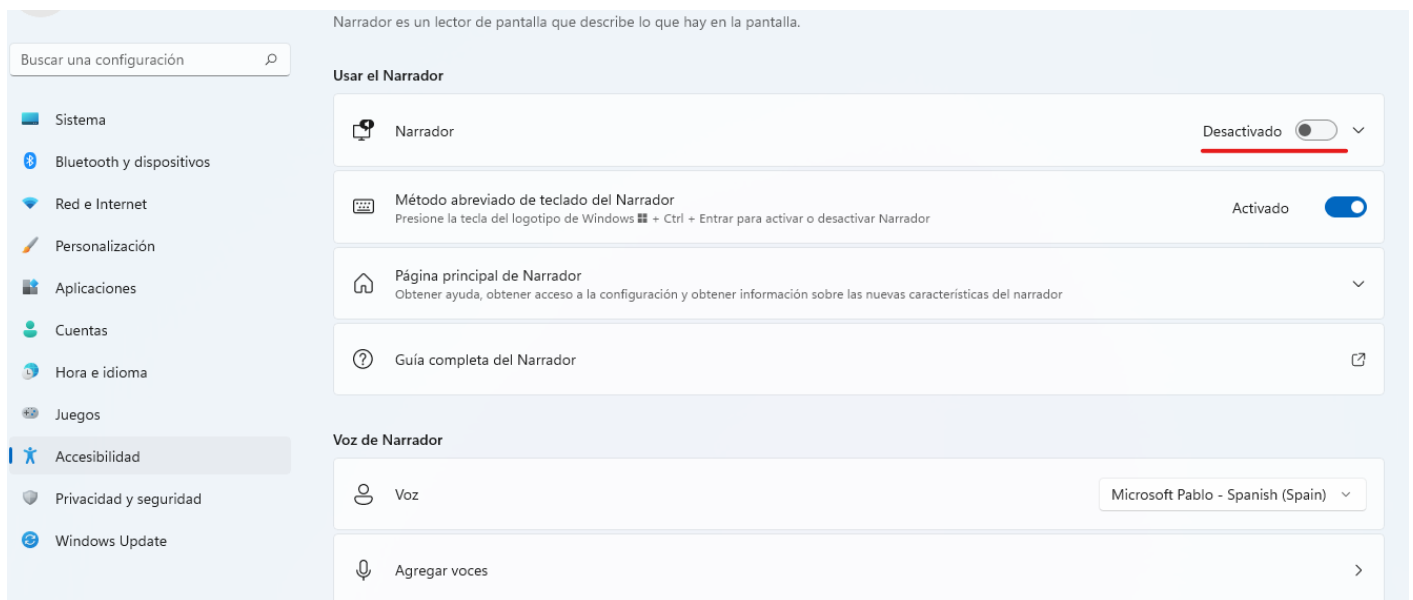 Narrador es un lector de pantalla que describe lo que hay en la pantalla.
Buscar una configuración
Sistema
Bluetooth y dispositivos
Red e Internet
Personalización
Aplicaciones
Cuentas
Hora e idioma
Juegos
Accesibilidad
Privacidad y seguridad
Windows Update
Usar el Narrador
Narrador
Desactivado
Método abreviado de teclado del Narrador
Presione la tecla del logotipo de Windows + Ctrl + Entrar para activar o desactivar Narrador
Activado
Página principal de Narrador
Obtener ayuda, obtener acceso a la configuración y obtener información sobre las nuevas características del narrador
Guía completa del Narrador
Voz de Narrador
Voz
Microsoft Pablo - Spanish (Spain)
Agregar voces